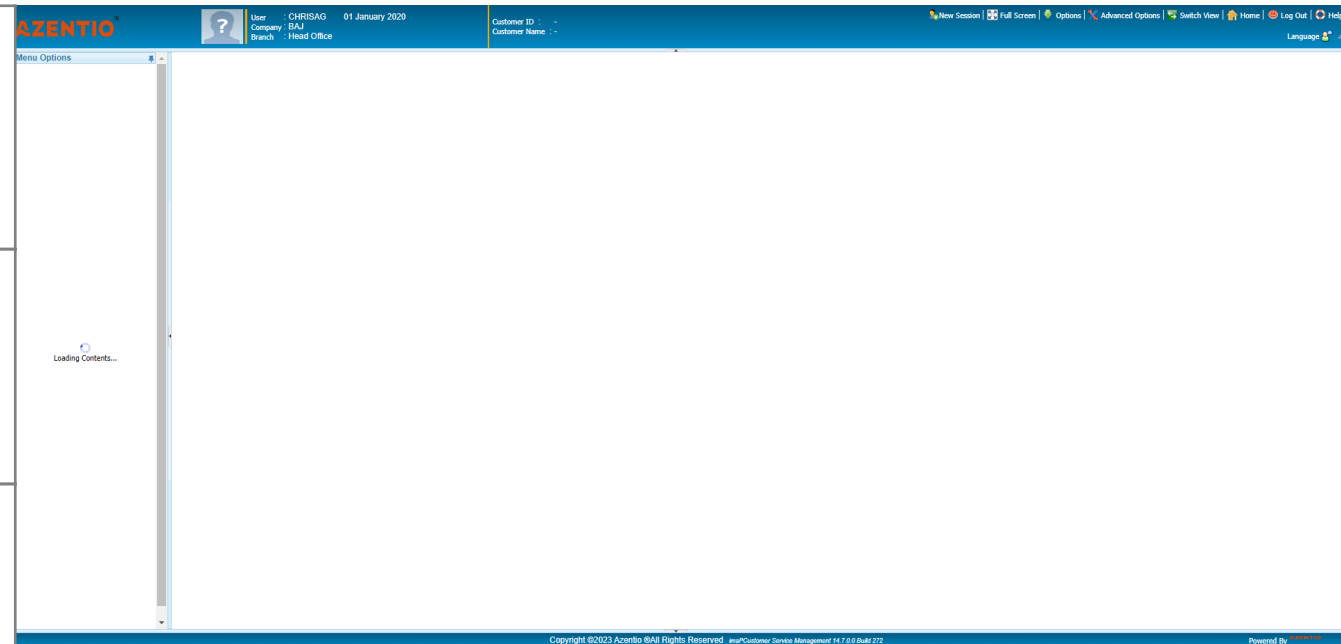 AZENTIO™
User : CHRISAG 01 January 2020
Company : BAJ
Branch : Head Office
Customer ID : -
Customer Name : -
New Session | Full Screen | Options | Advanced Options | Switch View | Home | Log Out | Help
Language
Menu Options
Loading Contents...
Copyright ©2023 Azentio ®All Rights Reserved imal®Customer Service Management 14.7.0.0 Build 272
Powered By AZENTIO